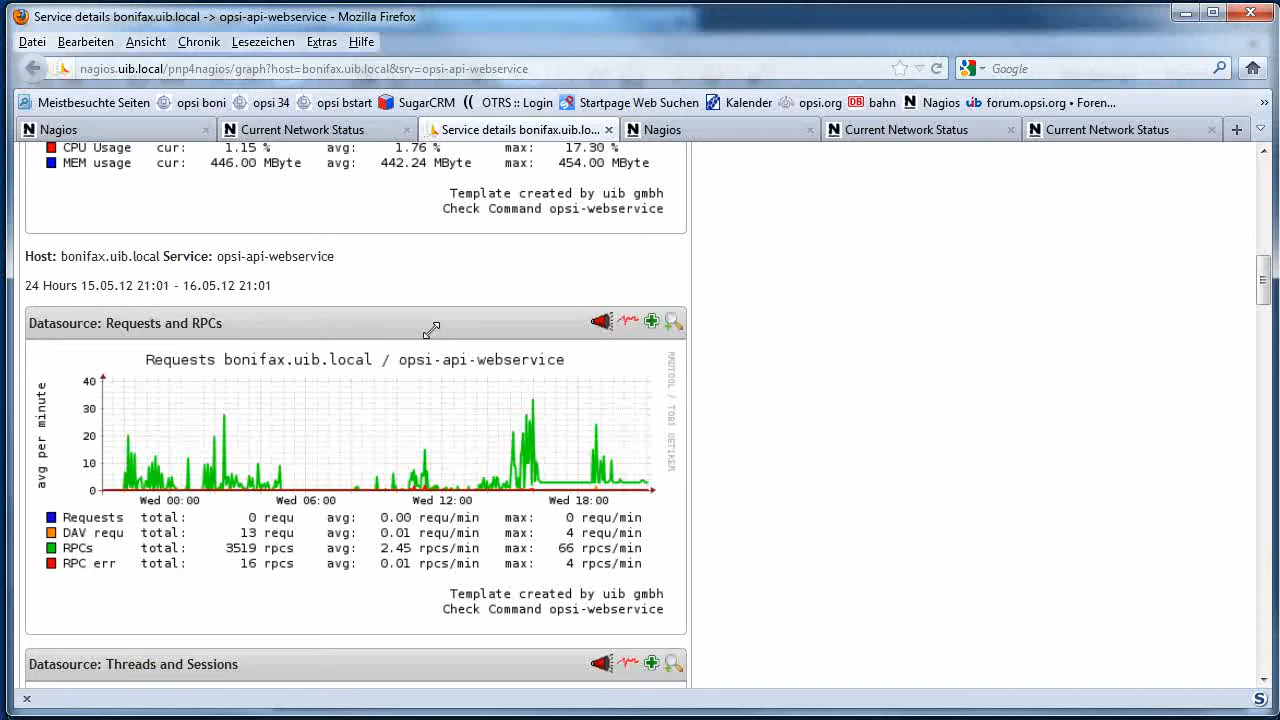 Service details bonifax.uib.local -> opsi-api-webservice - Mozilla Firefox
Datei Bearbeiten Ansicht Chronik Lesezeichen Extras Hilfe
nagios.uib.local/pnp4nagios/graph?host=bonifax.uib.local&srv=opsi-api-webservice Google
Meistbesuchte Seiten opsi boni opsi 34 opsi bstart SugarCRM OTRS :: Login Startpage Web Suchen Kalender opsi.org DB bahn N Nagios uib forum.opsi.org • Foren... »
N Nagios × N Current Network Status × Service details bonifax.uib.lo... × N Nagios × N Current Network Status × N Current Network Status × +
CPU Usage cur: 1.15 % avg: 1.76 % max: 17.30 %
MEM usage cur: 446.00 MByte avg: 442.24 MByte max: 454.00 MByte
Template created by uib gmbh
Check Command opsi-webservice
Host: bonifax.uib.local Service: opsi-api-webservice
24 Hours 15.05.12 21:01 - 16.05.12 21:01
Datasource: Requests and RPCs
Requests bonifax.uib.local / opsi-api-webservice
RRDTOOL / TOBI OETIKER
avg per minute
40
30
20
10
0
Wed 00:00 Wed 06:00 Wed 12:00 Wed 18:00
Requests total: 0 requ avg: 0.00 requ/min max: 0 requ/min
DAV requ total: 13 requ avg: 0.01 requ/min max: 4 requ/min
RPCs total: 3519 rpcs avg: 2.45 rpcs/min max: 66 rpcs/min
RPC err total: 16 rpcs avg: 0.01 rpcs/min max: 4 rpcs/min
Template created by uib gmbh
Check Command opsi-webservice
Datasource: Threads and Sessions
× S